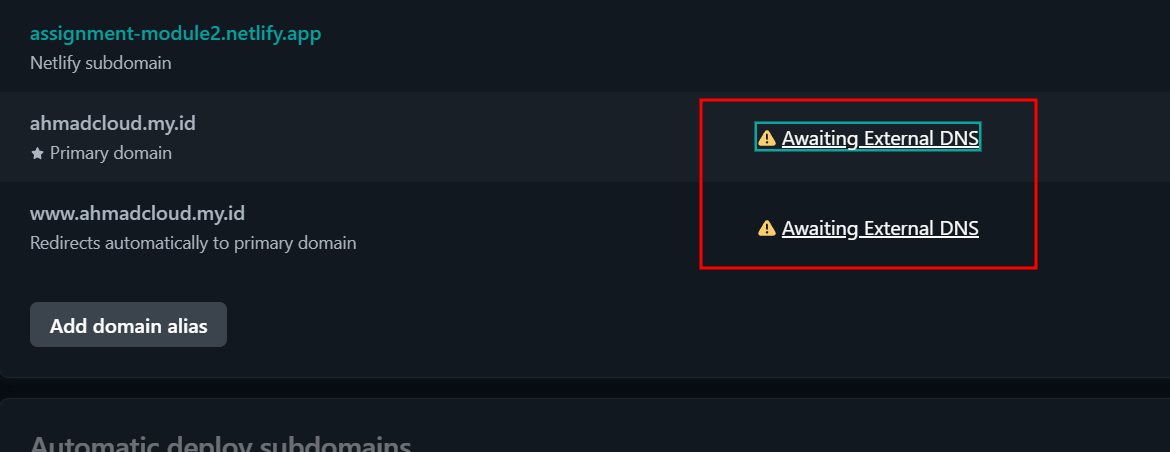 assignment-module2.netlify.app
Netlify subdomain
ahmadcloud.my.id
Primary domain
Awaiting External DNS
www.ahmadcloud.my.id
Redirects automatically to primary domain
Awaiting External DNS
Add domain alias
Automatic deploy subdomains